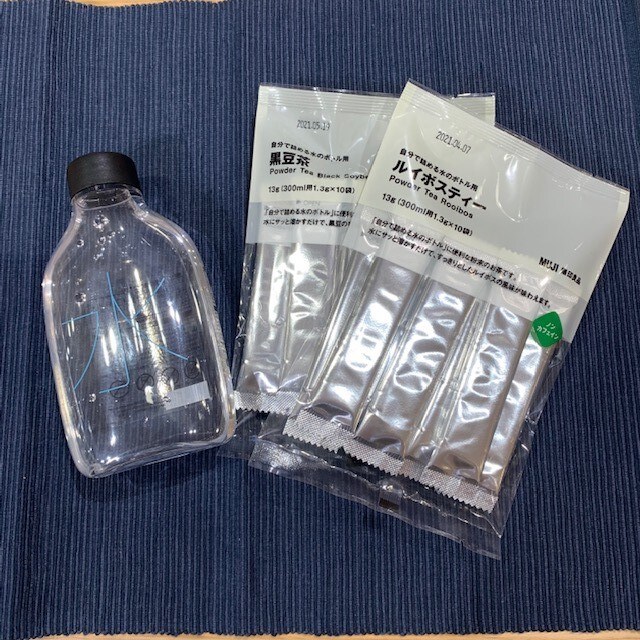 水
2021.05.19
自分で詰める水のボトル用
黒豆茶
Powder Tea Black Soyb
13g (300ml用1.3g×10袋)
「自分で詰める水のボトル」に便利な
水にサッと溶かすだけで、黒豆の
2021.04.07
自分で詰める水のボトル用
ルイボスティー
Powder Tea Rooibos
13g (300ml用1.3g×10袋)
MUJI 無印良品
「自分で詰める水のボトル」に便利な粉末のお茶です。
水にサッと溶かすだけで、すっきりとしたルイボスの風味が味わえます。
ノン
カフェイン